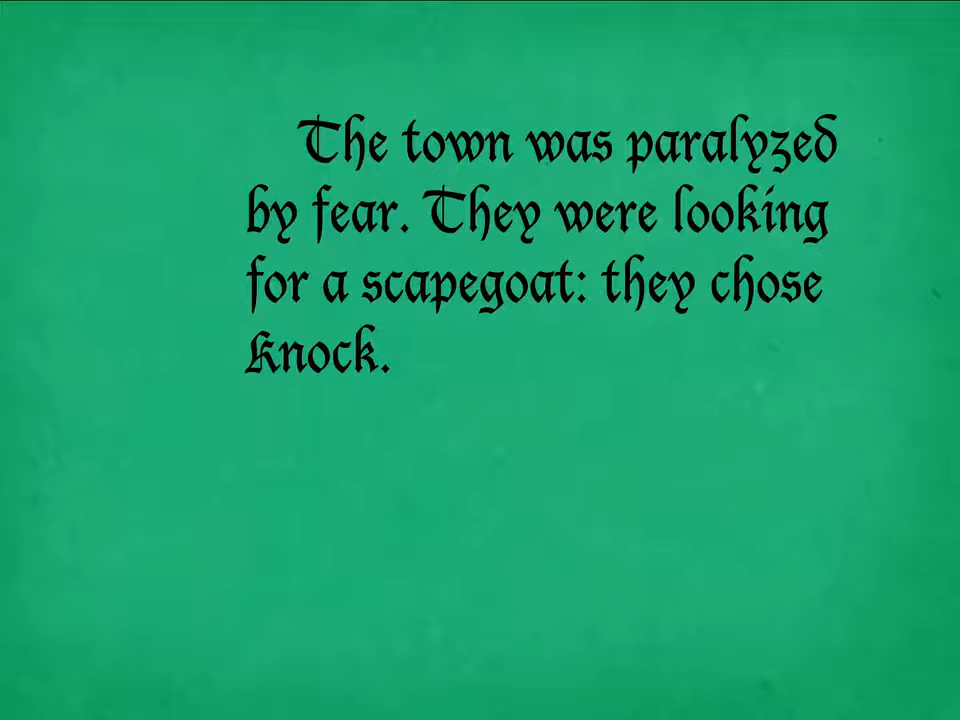 The town was paralyzed
by fear. They were looking
for a scapegoat: they chose
Knock.